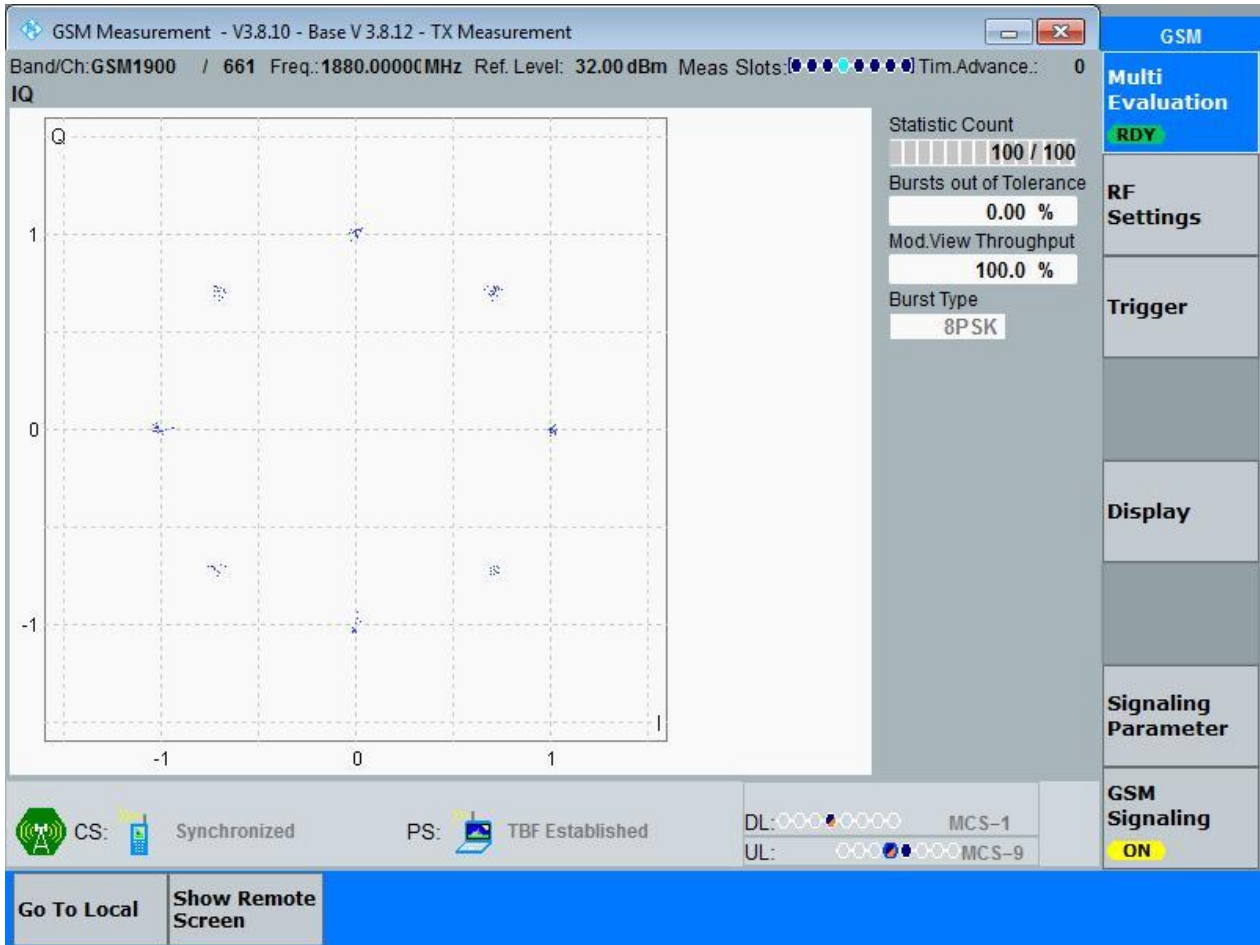 GSM Measurement - V3.8.10 - Base V 3.8.12 - TX Measurement
GSM
Band/Ch:GSM1900 / 661 Freq.:1880.00000 MHz Ref. Level: 32.00 dBm Meas Slots: Tim.Advance.: 0
IQ
Multi
Evaluation
RDY
Q
1
0
-1
-1 0 1
I
Statistic Count
100 / 100
Bursts out of Tolerance
0.00 %
Mod.View Throughput
100.0 %
Burst Type
8PSK
RF
Settings
Trigger
Display
Signaling
Parameter
GSM
Signaling
ON
CS: Synchronized PS: TBF Established
DL: MCS-1
UL: MCS-9
Go To Local
Show Remote
Screen